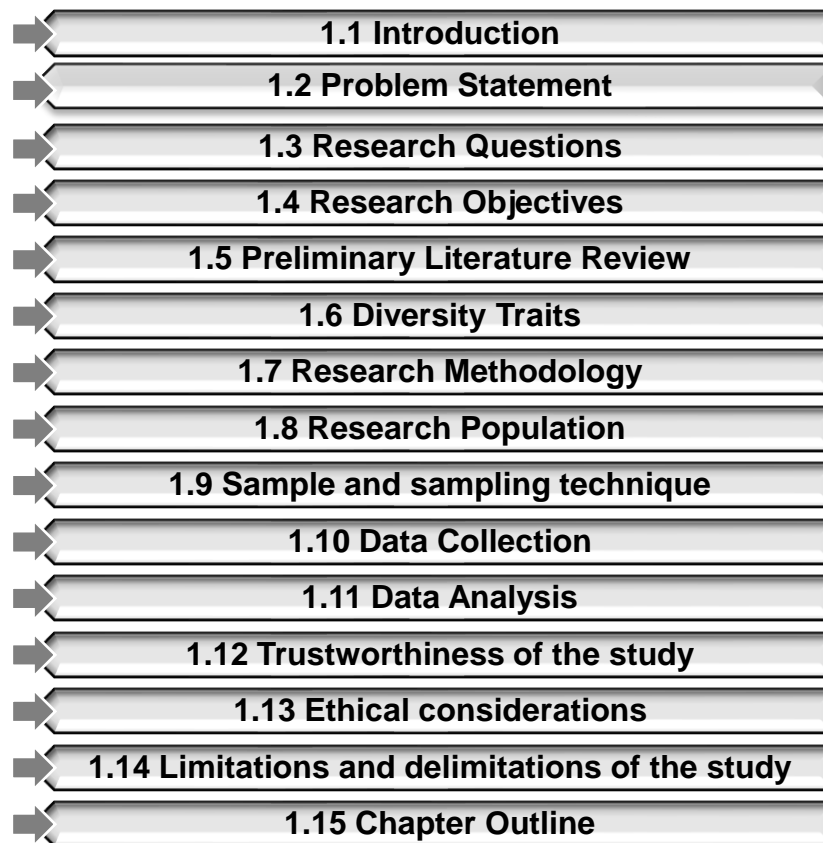 1.1 Introduction
1.2 Problem Statement
1.3 Research Questions
1.4 Research Objectives
1.5 Preliminary Literature Review
1.6 Diversity Traits
1.7 Research Methodology
1.8 Research Population
1.9 Sample and sampling technique
1.10 Data Collection
1.11 Data Analysis
1.12 Trustworthiness of the study
1.13 Ethical considerations
1.14 Limitations and delimitations of the study
1.15 Chapter Outline